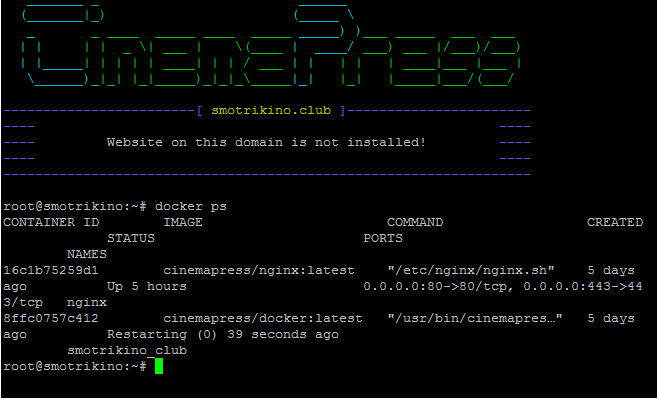 CinemaPress
[ smotrikino.club ]
Website on this domain is not installed!
root@smotrikino:~# docker ps
CONTAINER ID IMAGE COMMAND CREATED
STATUS PORTS
NAMES
16c1b75259d1 cinemapress/nginx:latest "/etc/nginx/nginx.sh" 5 days
ago Up 5 hours 0.0.0.0:80->80/tcp, 0.0.0.0:443->44
3/tcp nginx
8ffc0757c412 cinemapress/docker:latest "/usr/bin/cinemapres…" 5 days
ago Restarting (0) 39 seconds ago
smotrikino_club
root@smotrikino:~#